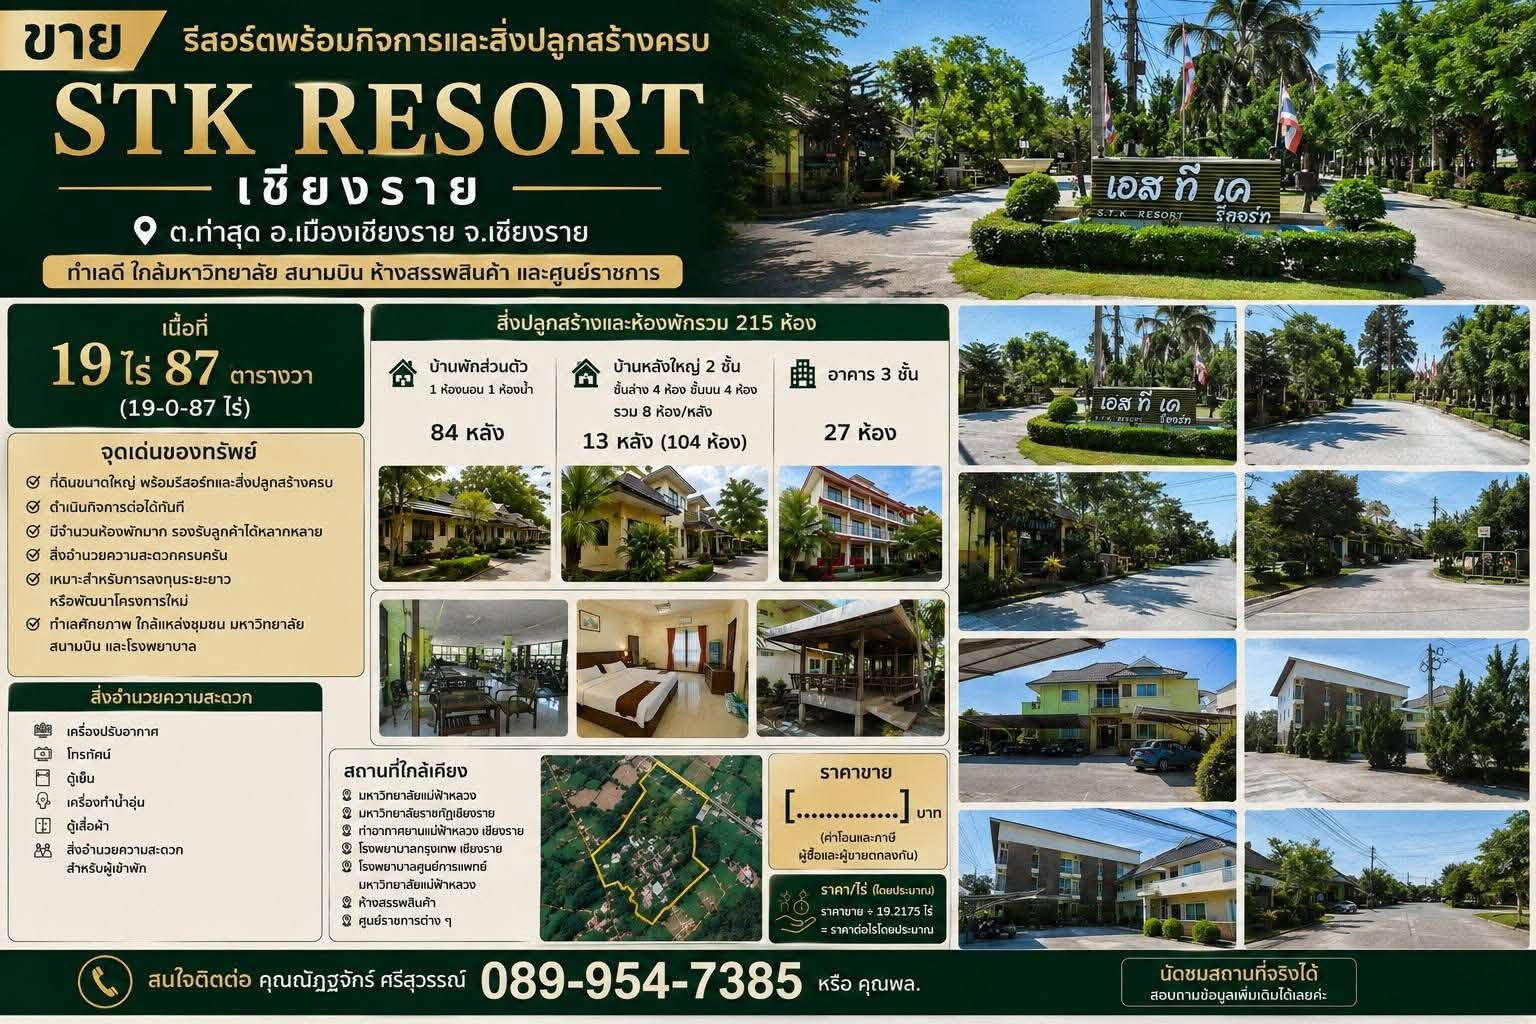 ขาย
รีสอร์ตพร้อมกิจการและสิ่งปลูกสร้างครบ
STK RESORT
เชียงราย
ต.ท่าสุด อ.เมืองเชียงราย จ.เชียงราย
ทำเลดี ใกล้มหาวิทยาลัย สนามบิน ห้างสรรพสินค้า และศูนย์ราชการ
เอส ที เค
S.T.K RESORT รีสอร์ท
เนื้อที่
19 ไร่ 87 ตารางวา
(19-0-87 ไร่)
จุดเด่นของทรัพย์
ที่ดินขนาดใหญ่ พร้อมรีสอร์ทและสิ่งปลูกสร้างครบ
ดำเนินกิจการต่อได้ทันที
มีจำนวนห้องพักมาก รองรับลูกค้าได้หลากหลาย
สิ่งอำนวยความสะดวกครบครัน
เหมาะสำหรับการลงทุนระยะยาว
หรือพัฒนาโครงการใหม่
ทำเลศักยภาพ ใกล้แหล่งชุมชน มหาวิทยาลัย
สนามบิน และโรงพยาบาล
สิ่งอำนวยความสะดวก
เครื่องปรับอากาศ
โทรทัศน์
ตู้เย็น
เครื่องทำน้ำอุ่น
ตู้เสื้อผ้า
สิ่งอำนวยความสะดวก
สำหรับผู้เข้าพัก
สิ่งปลูกสร้างและห้องพักรวม 215 ห้อง
บ้านพักส่วนตัว
1 ห้องนอน 1 ห้องน้ำ
84 หลัง
บ้านหลังใหญ่ 2 ชั้น
ชั้นล่าง 4 ห้อง ชั้นบน 4 ห้อง
รวม 8 ห้อง/หลัง
13 หลัง (104 ห้อง)
อาคาร 3 ชั้น
27 ห้อง
สถานที่ใกล้เคียง
มหาวิทยาลัยแม่ฟ้าหลวง
มหาวิทยาลัยราชภัฏเชียงราย
ท่าอากาศยานแม่ฟ้าหลวง เชียงราย
โรงพยาบาลกรุงเทพ เชียงราย
โรงพยาบาลศูนย์การแพทย์
มหาวิทยาลัยแม่ฟ้าหลวง
ห้างสรรพสินค้า
ศูนย์ราชการต่าง ๆ
ราคาขาย
[..............] บาท
(ค่าโอนและภาษี
ผู้ซื้อและผู้ขายตกลงกัน)
ราคา/ไร่ (โดยประมาณ)
ราคาขาย ÷ 19.2175 ไร่
= ราคาต่อไร่โดยประมาณ
เอส ที เค
S.T.K RESORT รีสอร์ท
สนใจติดต่อ คุณณัฏฐจักร์ ศรีสุวรรณ์ 089-954-7385 หรือ คุณพล.
นัดชมสถานที่จริงได้
สอบถามข้อมูลเพิ่มเติมได้เลยค่ะ